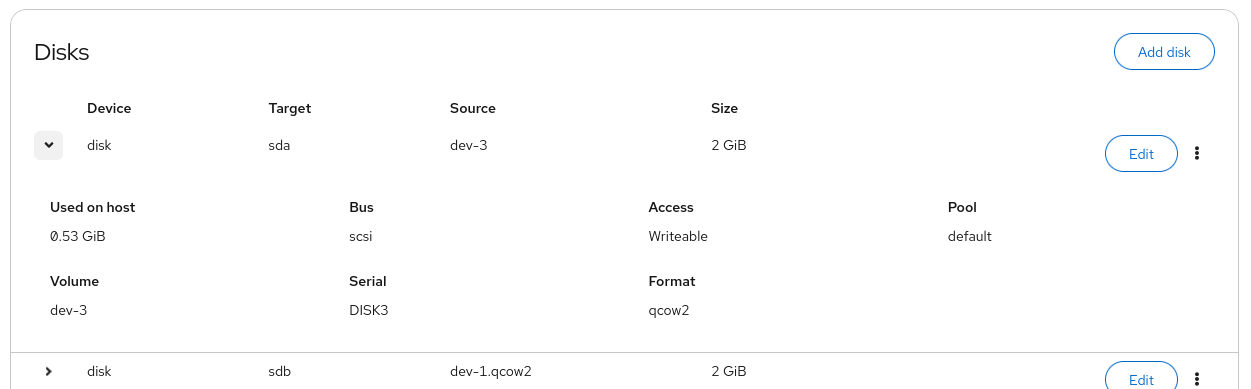 Disks
Add disk
Device Target Source Size
disk sda dev-3 2 GiB
Edit
Used on host Bus Access Pool
0.53 GiB scsi Writeable default
Volume Serial Format
dev-3 DISK3 qcow2
disk sdb dev-1.qcow2 2 GiB
Edit